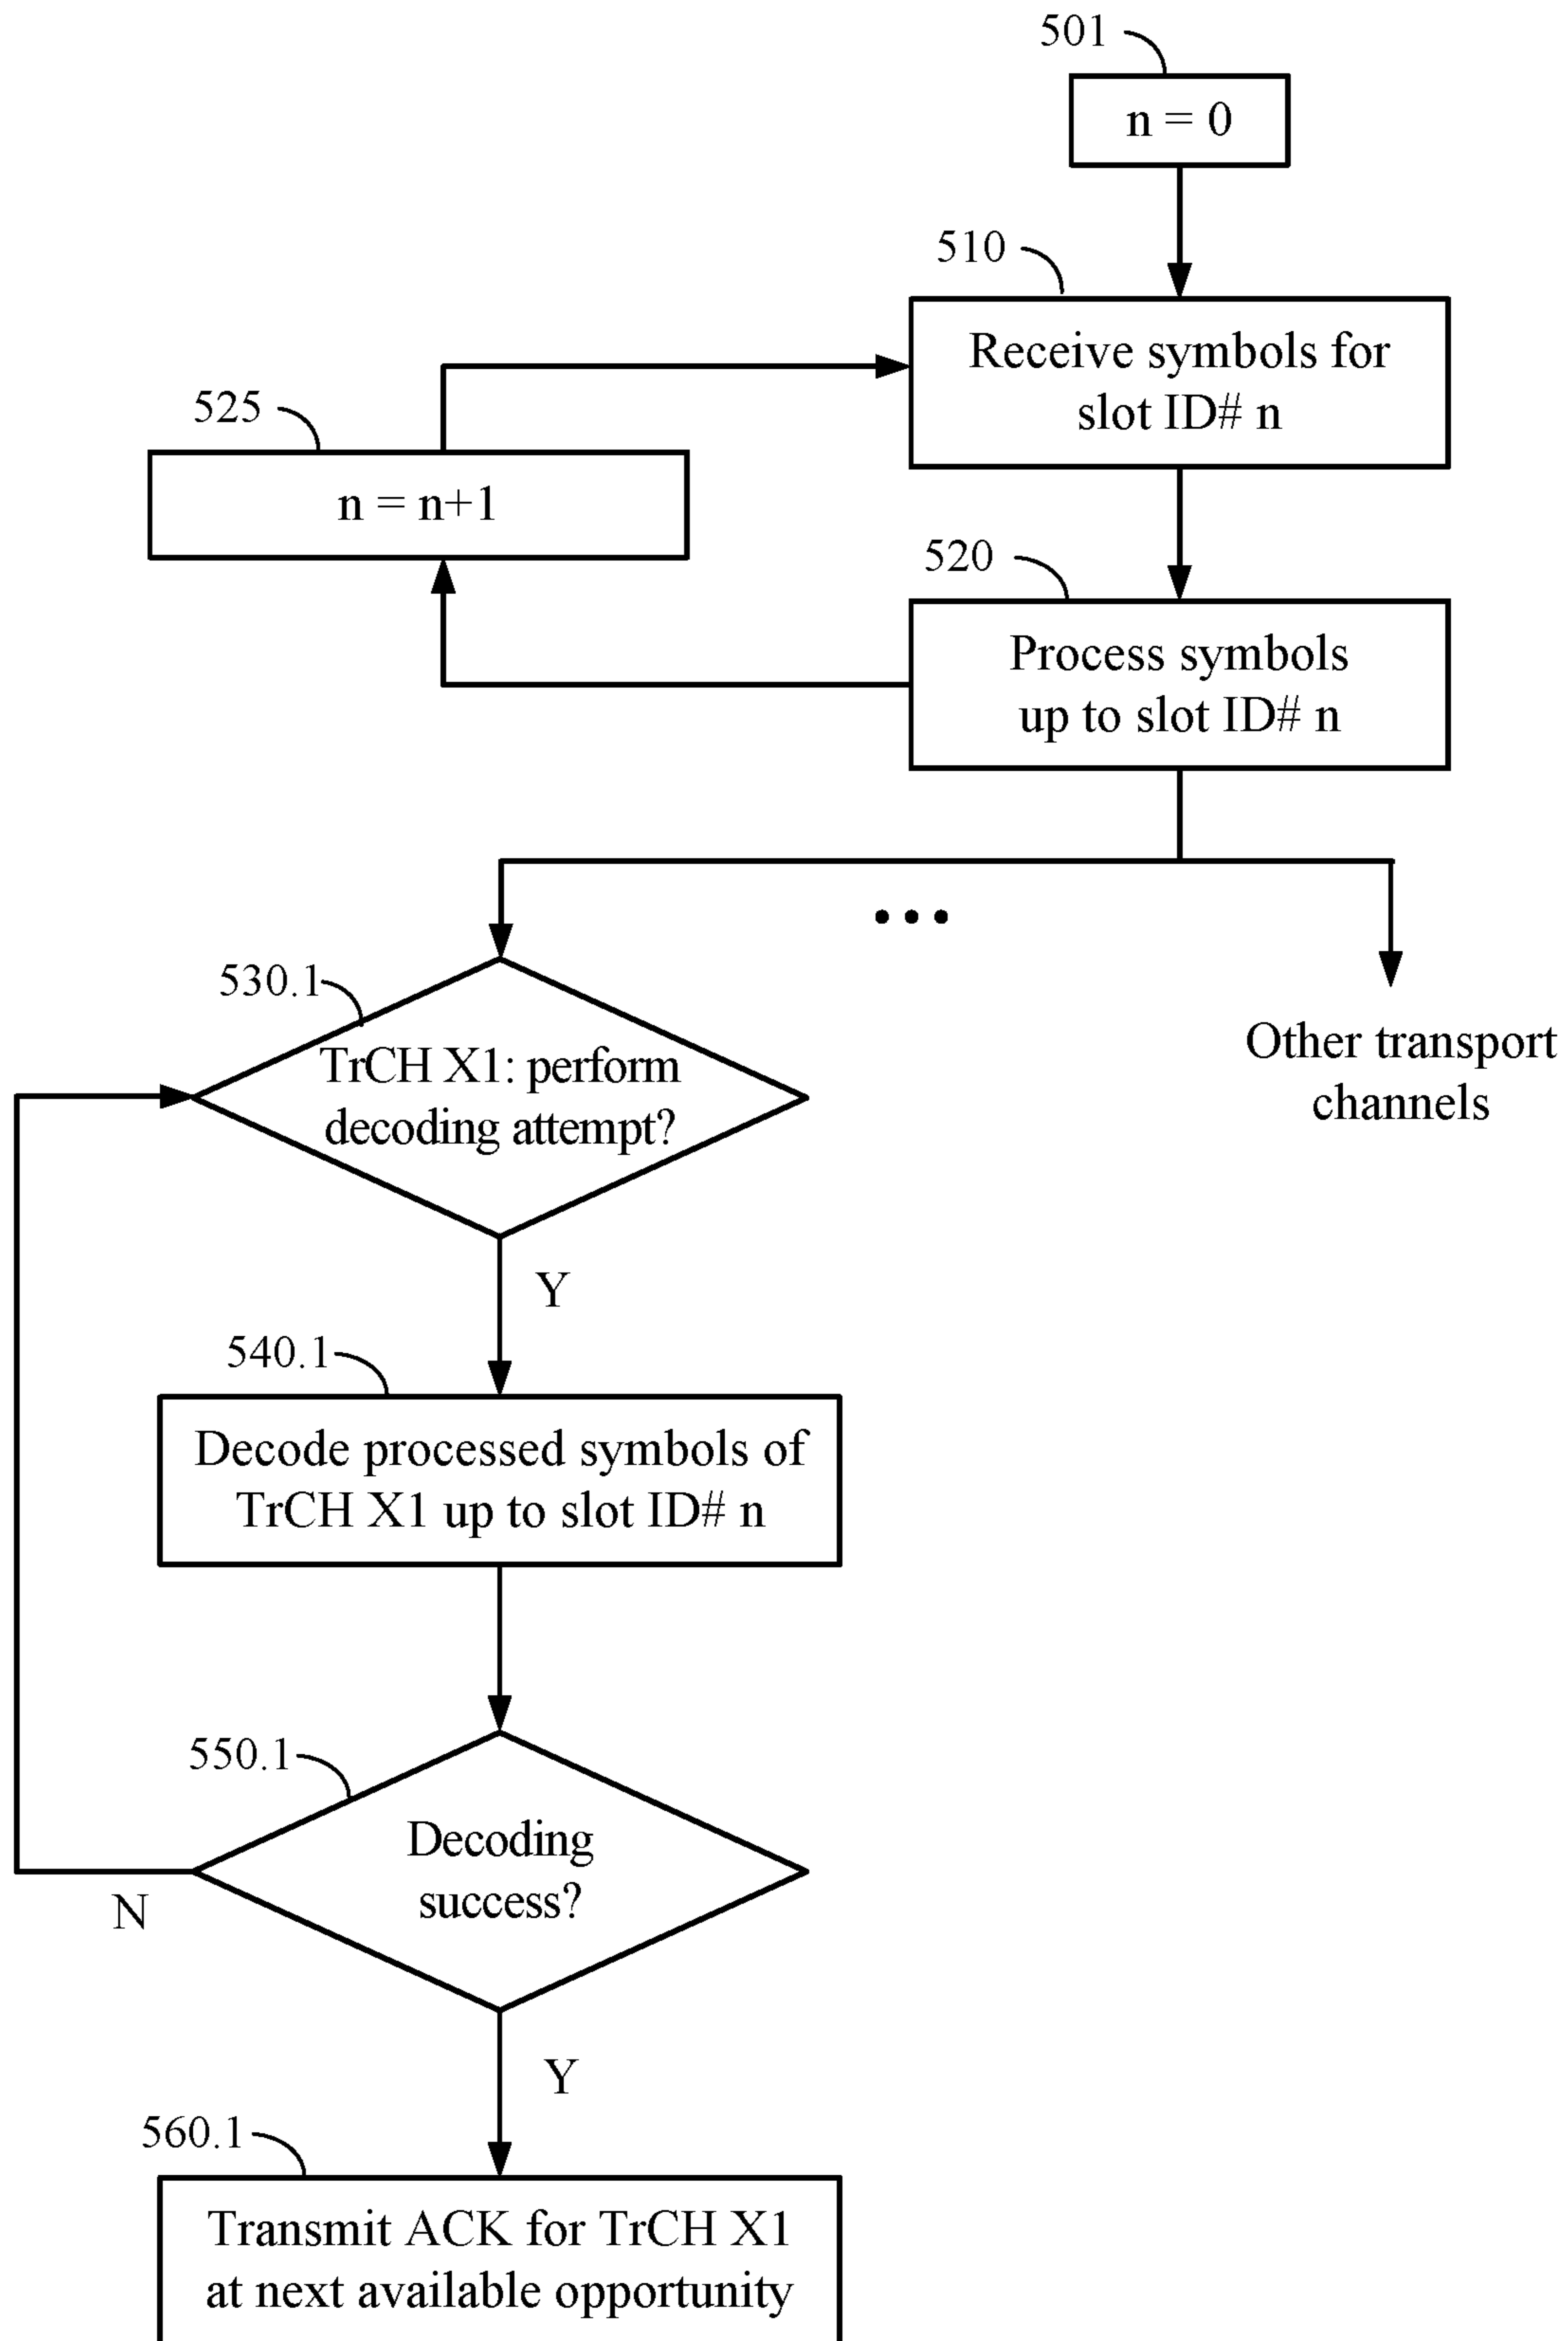 501
n = 0
510
Receive symbols for
slot ID# n
525
n = n+1
520
Process symbols
up to slot ID# n
...
530.1
TrCH X1: perform
decoding attempt?
Other transport
channels
Y
540.1
Decode processed symbols of
TrCH X1 up to slot ID# n
550.1
Decoding
success?
N
Y
560.1
Transmit ACK for TrCH X1
at next available opportunity